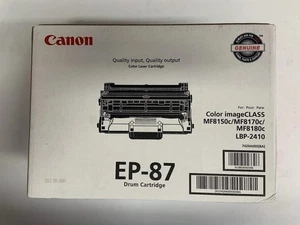 Canon
Quality input, Quality output
Color Laser Cartridge
GENUINE
For Color imageCLASS
MF8150c/MF8170c/
MF8180c
LBP-2410
EP-87
Drum Cartridge